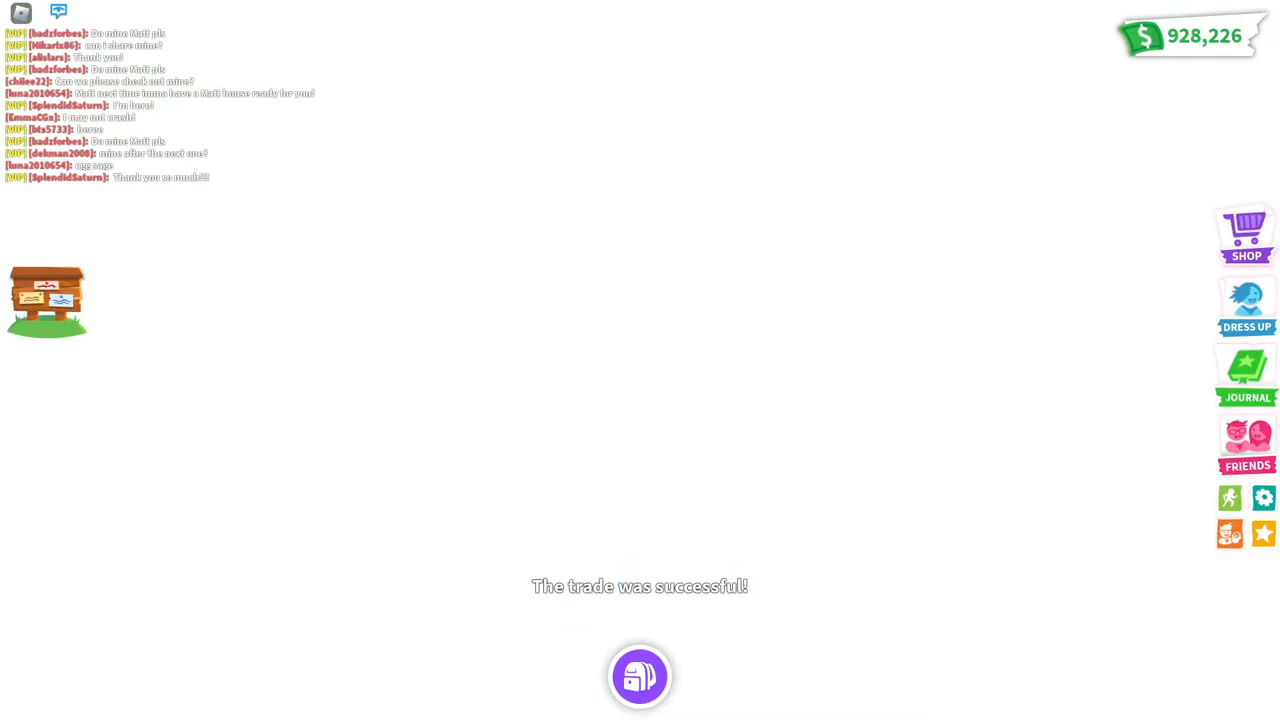 [VIP] [badzforbes]: Do mine Matt pls
[VIP] [Hikarix86]: can i share mine?
[VIP] [alislars]: Thank you!
[VIP] [badzforbes]: Do mine Matt pls
[chilee22]: Can we please check out mine?
[luna2010654]: Matt next time imma have a Matt house ready for you!
[VIP] [SplendidSaturn]: I'm here!
[EmmaCGx]: I may not crash!
[VIP] [bts5733]: heree
[VIP] [badzforbes]: Do mine Matt pls
[VIP] [dekman2008]: mine after the next one?
[luna2010654]: egg sage
[VIP] [SplendidSaturn]: Thank you so much!!!
$ 928,226
SHOP
DRESS UP
JOURNAL
FRIENDS
The trade was successful!